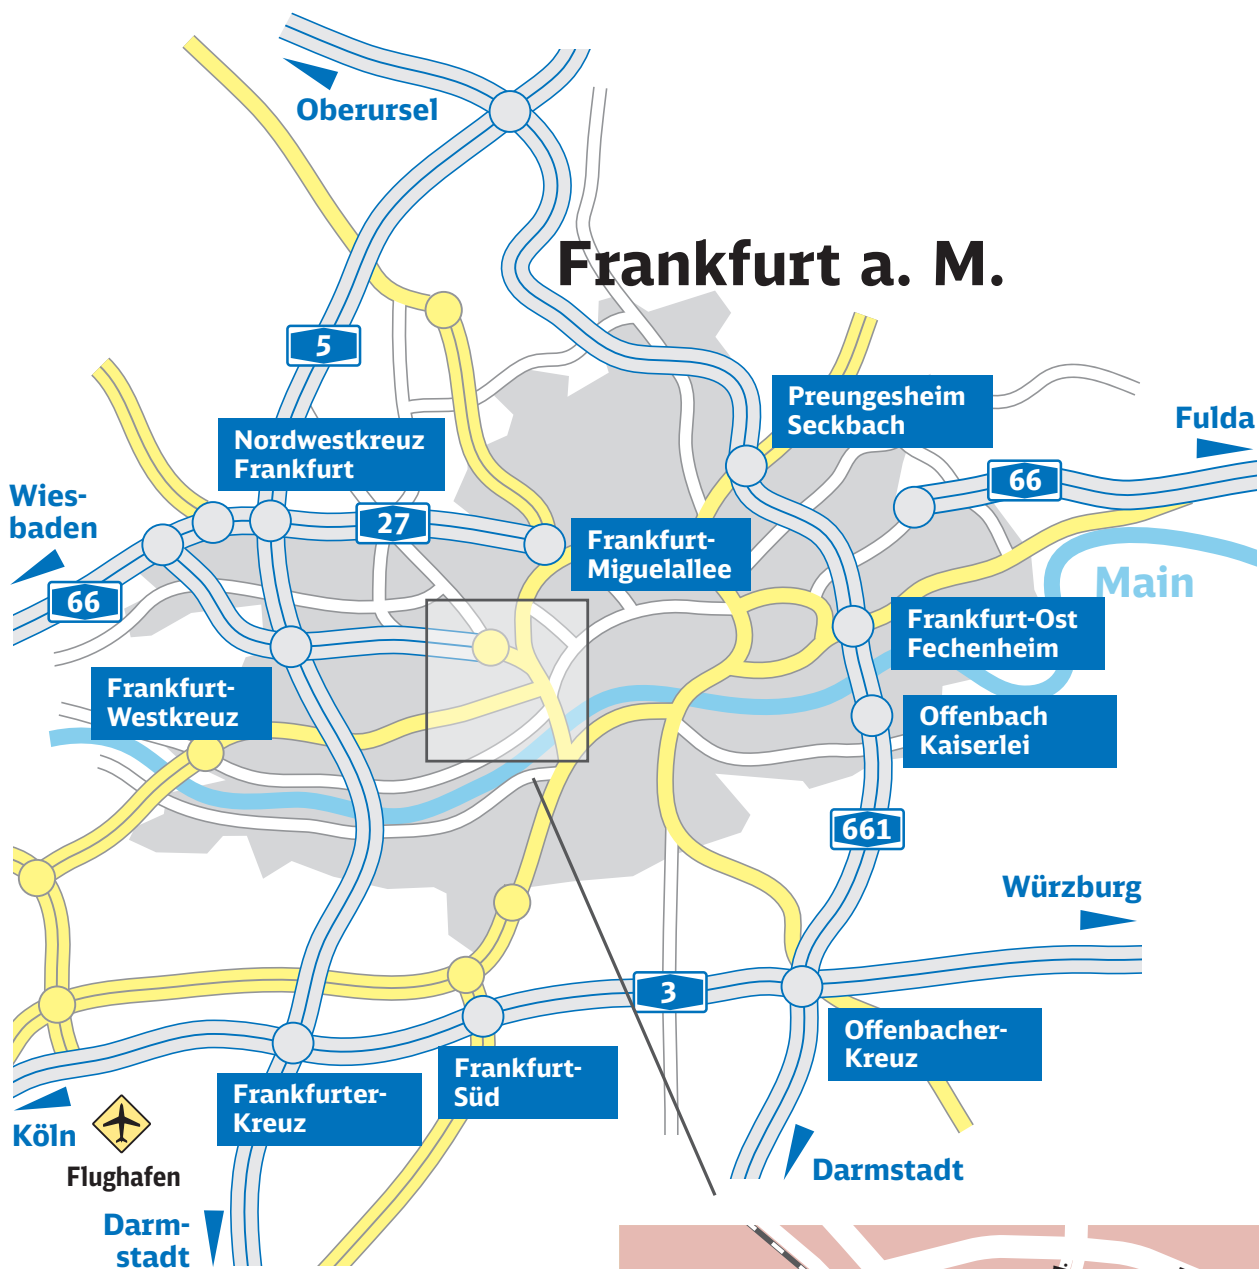 Oberursel
Frankfurt a. M.
5
Preungesheim
Seckbach
Fulda
Nordwestkreuz
Frankfurt
66
Wies-
baden
27
Frankfurt-
Miguelallee
Main
66
Frankfurt-Ost
Fechenheim
Frankfurt-
Westkreuz
Offenbach
Kaiserlei
661
Würzburg
3
Offenbacher-
Kreuz
Frankfurt-
Süd
Frankfurter-
Kreuz
Köln
Flughafen
Darmstadt
Darm-
stadt